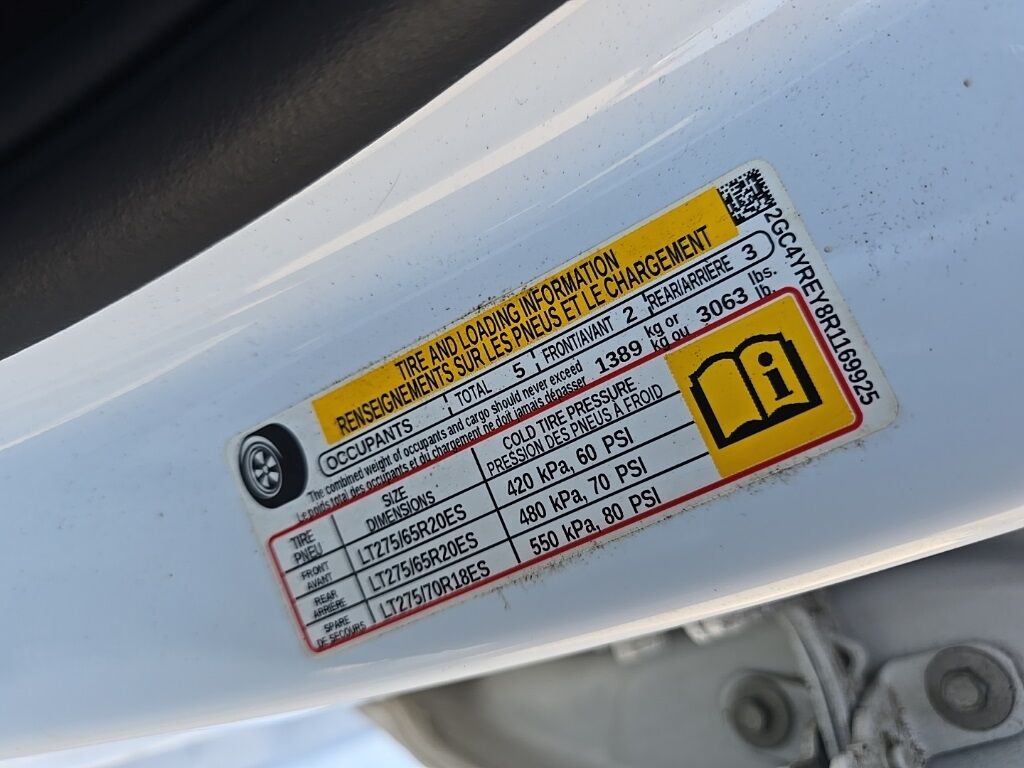 TIRE AND LOADING INFORMATION
RENSEIGNEMENTS SUR LES PNEUS ET LE CHARGEMENT
OCCUPANTS TOTAL 5 FRONT/AVANT 2 REAR/ARRIÈRE 3
The combined weight of occupants and cargo should never exceed 1389 kg or 3063 lbs.
Le poids total des occupants et du chargement ne doit jamais dépasser kg ou lb.
TIRE SIZE COLD TIRE PRESSURE
PNEU DIMENSIONS PRESSION DES PNEUS À FROID
FRONT
AVANT LT275/65R20ES 420 kPa, 60 PSI
REAR
ARRIÈRE LT275/65R20ES 480 kPa, 70 PSI
SPARE
DE SECOURS LT275/70R18ES 550 kPa, 80 PSI
2GC4YREY8R1169925